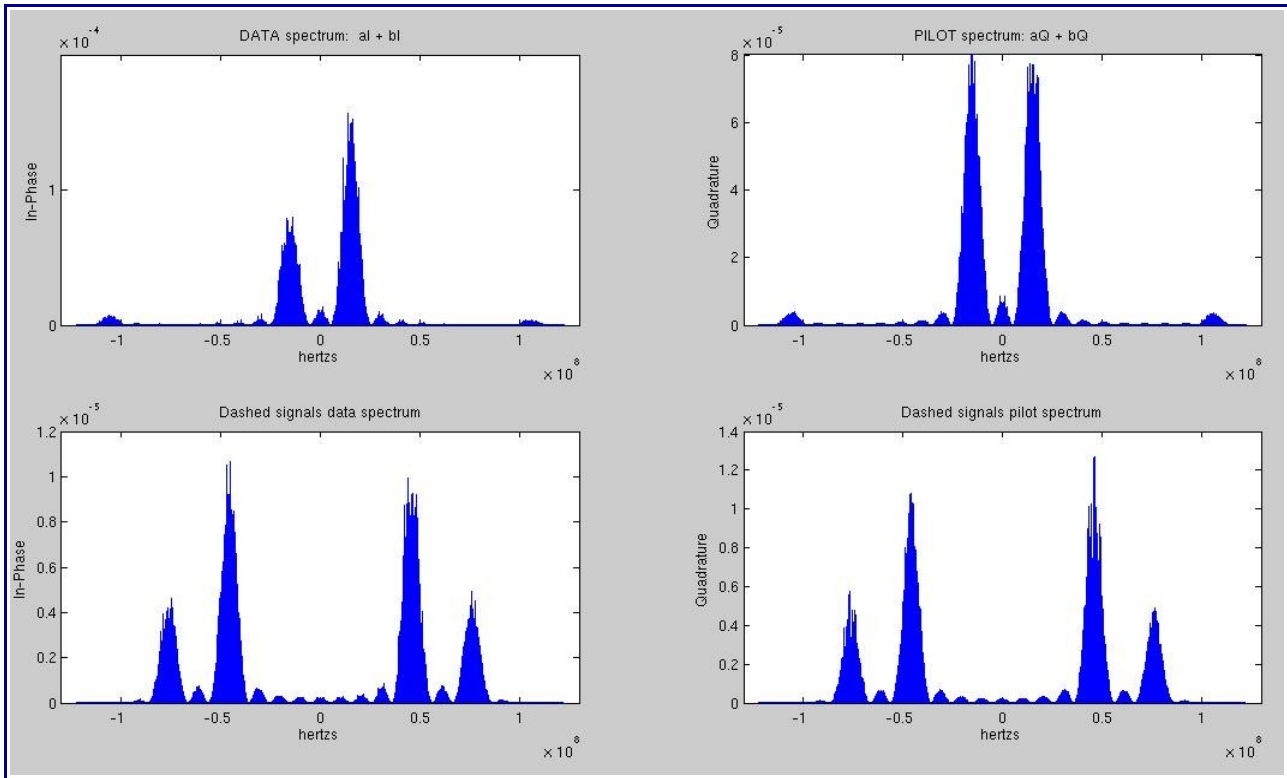 DATA spectrum: aI + bI
× 10^-4
In-Phase
1
0
-1 -0.5 0 0.5 1
hertzs
× 10^8
PILOT spectrum: aQ + bQ
× 10^-5
Quadrature
8
6
4
2
0
-1 -0.5 0 0.5 1
hertzs
× 10^8
Dashed signals data spectrum
× 10^-5
In-Phase
1.2
1
0.8
0.6
0.4
0.2
0
-1 -0.5 0 0.5 1
hertzs
× 10^8
Dashed signals pilot spectrum
× 10^-5
Quadrature
1.4
1.2
1
0.8
0.6
0.4
0.2
0
-1 -0.5 0 0.5 1
hertzs
× 10^8